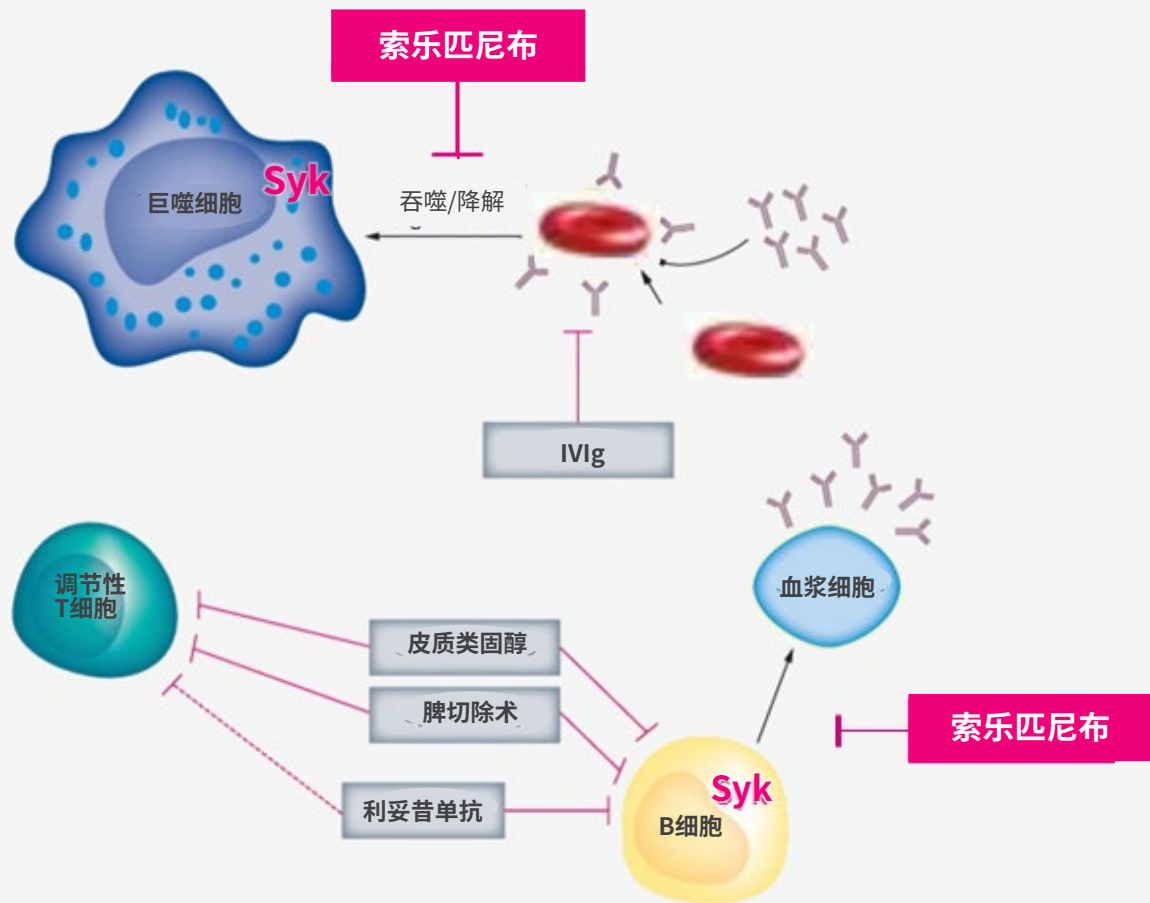 索乐匹尼布
Syk
巨噬细胞
吞噬/降解
IVIg
调节性
T细胞
血浆细胞
皮质类固醇
脾切除术
索乐匹尼布
Syk
利妥昔单抗
B细胞